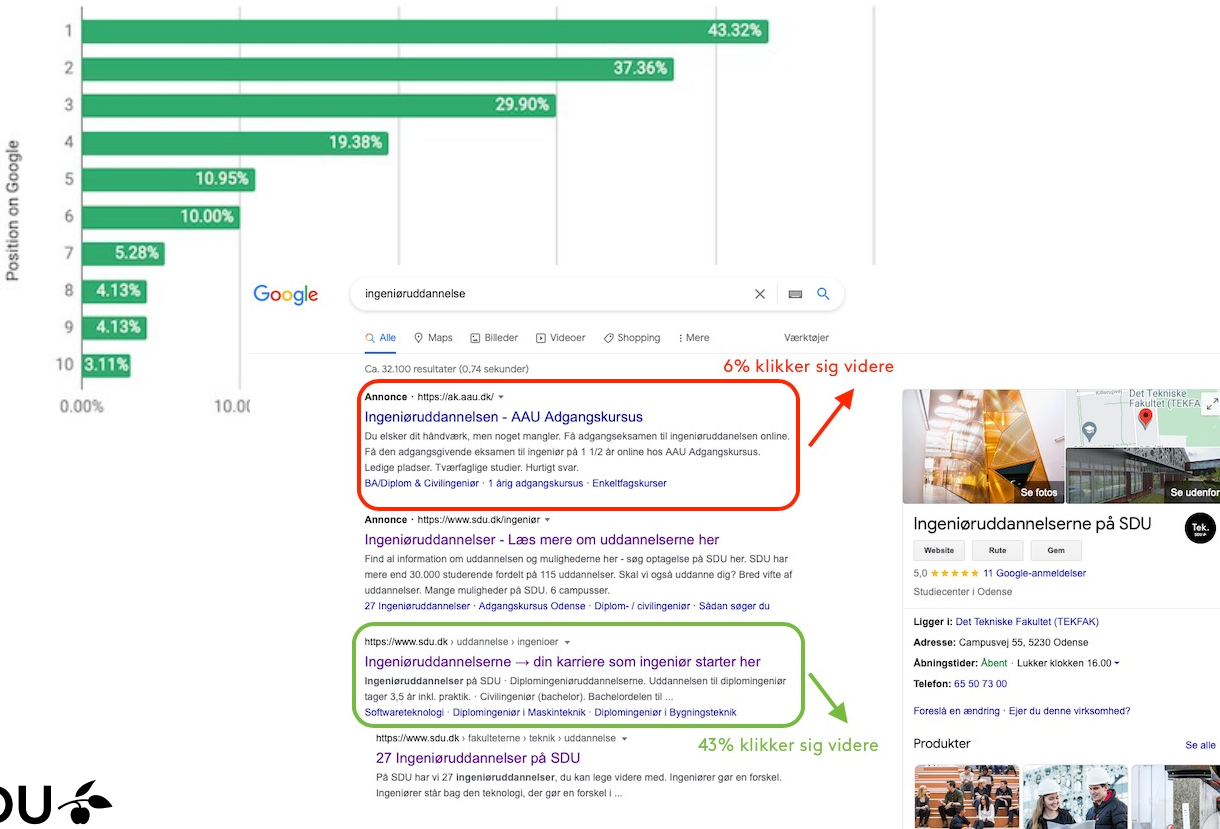 Position on Google
1
43.32%
2
37.36%
3
29.90%
4
19.38%
5
10.95%
6
10.00%
7
5.28%
8
4.13%
9
4.13%
10
3.11%
0.00%
10.0(
Google
ingeniøruddannelse
Alle
Maps
Billeder
Videoer
Shopping
Mere
Værktøjer
Ca. 32.100 resultater (0,74 sekunder)
6% klikker sig videre
Annonce · https://ak.aau.dk/
Ingeniøruddannelsen - AAU Adgangskursus
Du elsker dit håndværk, men noget mangler. Få adgangseksamen til ingeniøruddanelsen online.
Få den adgangsgivende eksamen til ingeniør på 1 1/2 år online hos AAU Adgangskursus.
Ledige pladser. Tværfaglige studier. Hurtigt svar.
BA/Diplom & Civilingeniør · 1 årig adgangskursus · Enkeltfagskurser
Annonce · https://www.sdu.dk/ingeniør
Ingeniøruddannelser - Læs mere om uddannelserne her
Find al information om uddannelsen og mulighederne her - søg optagelse på SDU her. SDU har
mere end 30.000 studerende fordelt på 115 uddannelser. Skal vi også uddanne dig? Bred vifte af
uddannelser. Mange muligheder på SDU. 6 campusser.
27 Ingeniøruddannelser · Adgangskursus Odense · Diplom- / civilingeniør · Sådan søger du
https://www.sdu.dk › uddannelse › ingenioer
Ingeniøruddannelserne → din karriere som ingeniør starter her
Ingeniøruddannelser på SDU · Diplomingeniøruddannelserne. Uddannelsen til diplomingeniør
tager 3,5 år inkl. praktik. · Civilingeniør (bachelor). Bachelordelen til ...
Softwareteknologi · Diplomingeniør i Maskinteknik · Diplomingeniør i Bygningsteknik
https://www.sdu.dk › fakulteterne › teknik › uddannelse
43% klikker sig videre
27 Ingeniøruddannelser på SDU
På SDU har vi 27 ingeniøruddannelser, du kan lege videre med. Ingeniører gør en forskel.
Ingeniører står bag den teknologi, der gør en forskel i ...
Det Tekniske
Fakultet (TEKFA
Se fotos
Se udenfor
Ingeniøruddannelserne på SDU
Tek.
SDU
Website
Rute
Gem
5,0 ★★★★★ 11 Google-anmeldelser
Studiecenter i Odense
Ligger i: Det Tekniske Fakultet (TEKFAK)
Adresse: Campusvej 55, 5230 Odense
Åbningstider: Åbent · Lukker klokken 16.00
Telefon: 65 50 73 00
Foreslå en ændring · Ejer du denne virksomhed?
Produkter
Se alle
DU